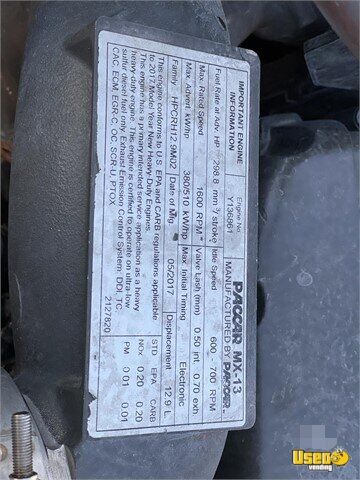 IMPORTANT ENGINE INFORMATION
Engine No. Y136961
PACCAR MX-13
MANUFACTURED BY PACCAR
Fuel Rate at Adv. HP 298.8 mm³/stroke Idle Speed 600 - 700 RPM
Max. Rated Speed 1600 RPM Valve Lash (mm) 0.50 int 0.70 exh
Max. Advert. kW/hp 380/510 kW/hp Max. Initial Timing Electronic
Family HPCRH12.9M02 Date of Mfg. 05/2017 Displacement 12.9 L
This engine conforms to U.S. EPA and CARB regulations applicable
to 2017 Model Year New Heavy-Duty Engines.
This engine has a primary intended service application as a heavy
heavy-duty engine. This engine is certified to operate on ultra-low
sulfur diesel fuel only. Exhaust Emission Control System: DDI, TC,
CAC, ECM, EGR-C, OC, SCR-U, PTOX
2127820
STD EPA CARB
NOx 0.20 0.20
PM 0.01 0.01
UsedVending